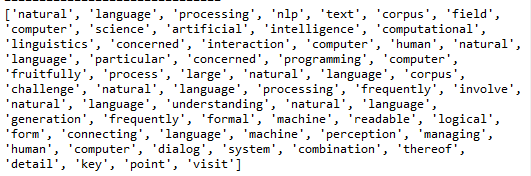 ['natural', 'language', 'processing', 'nlp', 'text', 'corpus', 'field',
'computer', 'science', 'artificial', 'intelligence', 'computational',
'linguistics', 'concerned', 'interaction', 'computer', 'human', 'natural',
'language', 'particular', 'concerned', 'programming', 'computer',
'fruitfully', 'process', 'large', 'natural', 'language', 'corpus',
'challenge', 'natural', 'language', 'processing', 'frequently', 'involve',
'natural', 'language', 'understanding', 'natural', 'language',
'generation', 'frequently', 'formal', 'machine', 'readable', 'logical',
'form', 'connecting', 'language', 'machine', 'perception', 'managing',
'human', 'computer', 'dialog', 'system', 'combination', 'thereof',
'detail', 'key', 'point', 'visit']